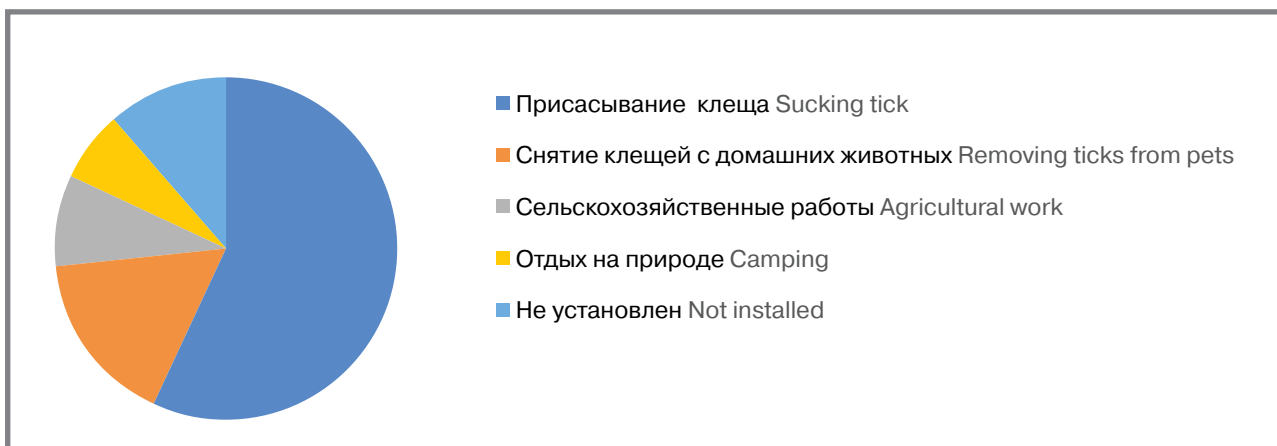 Присасывание клеща Sucking tick
Снятие клещей с домашних животных Removing ticks from pets
Сельскохозяйственные работы Agricultural work
Отдых на природе Camping
Не установлен Not installed